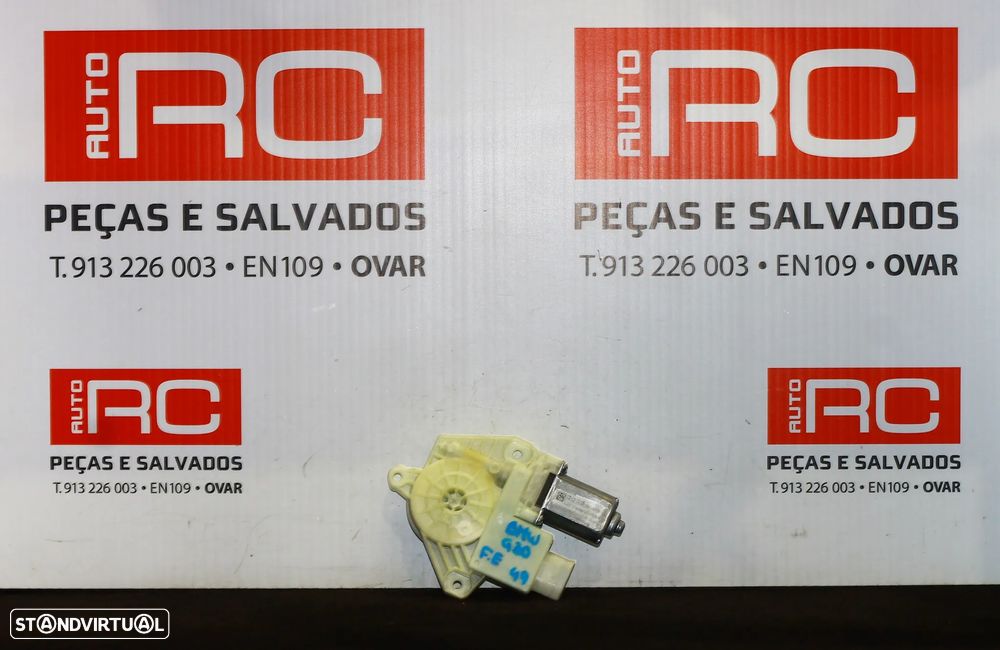 AUTO RC
PEÇAS E SALVADOS
T. 913 226 003 • EN109 • OVAR
AUTO RC
PEÇAS E SALVADOS
T. 913 226 003 • EN109 • OVAR
AUTO RC
PEÇAS E SALVADOS
T. 913 226 003 • EN109 • OVAR
AUTO RC
PEÇAS E SALVADOS
T. 913 226 003 • EN109 • OVAR
BMW
G20
F.E 49
STANDVIRTUAL